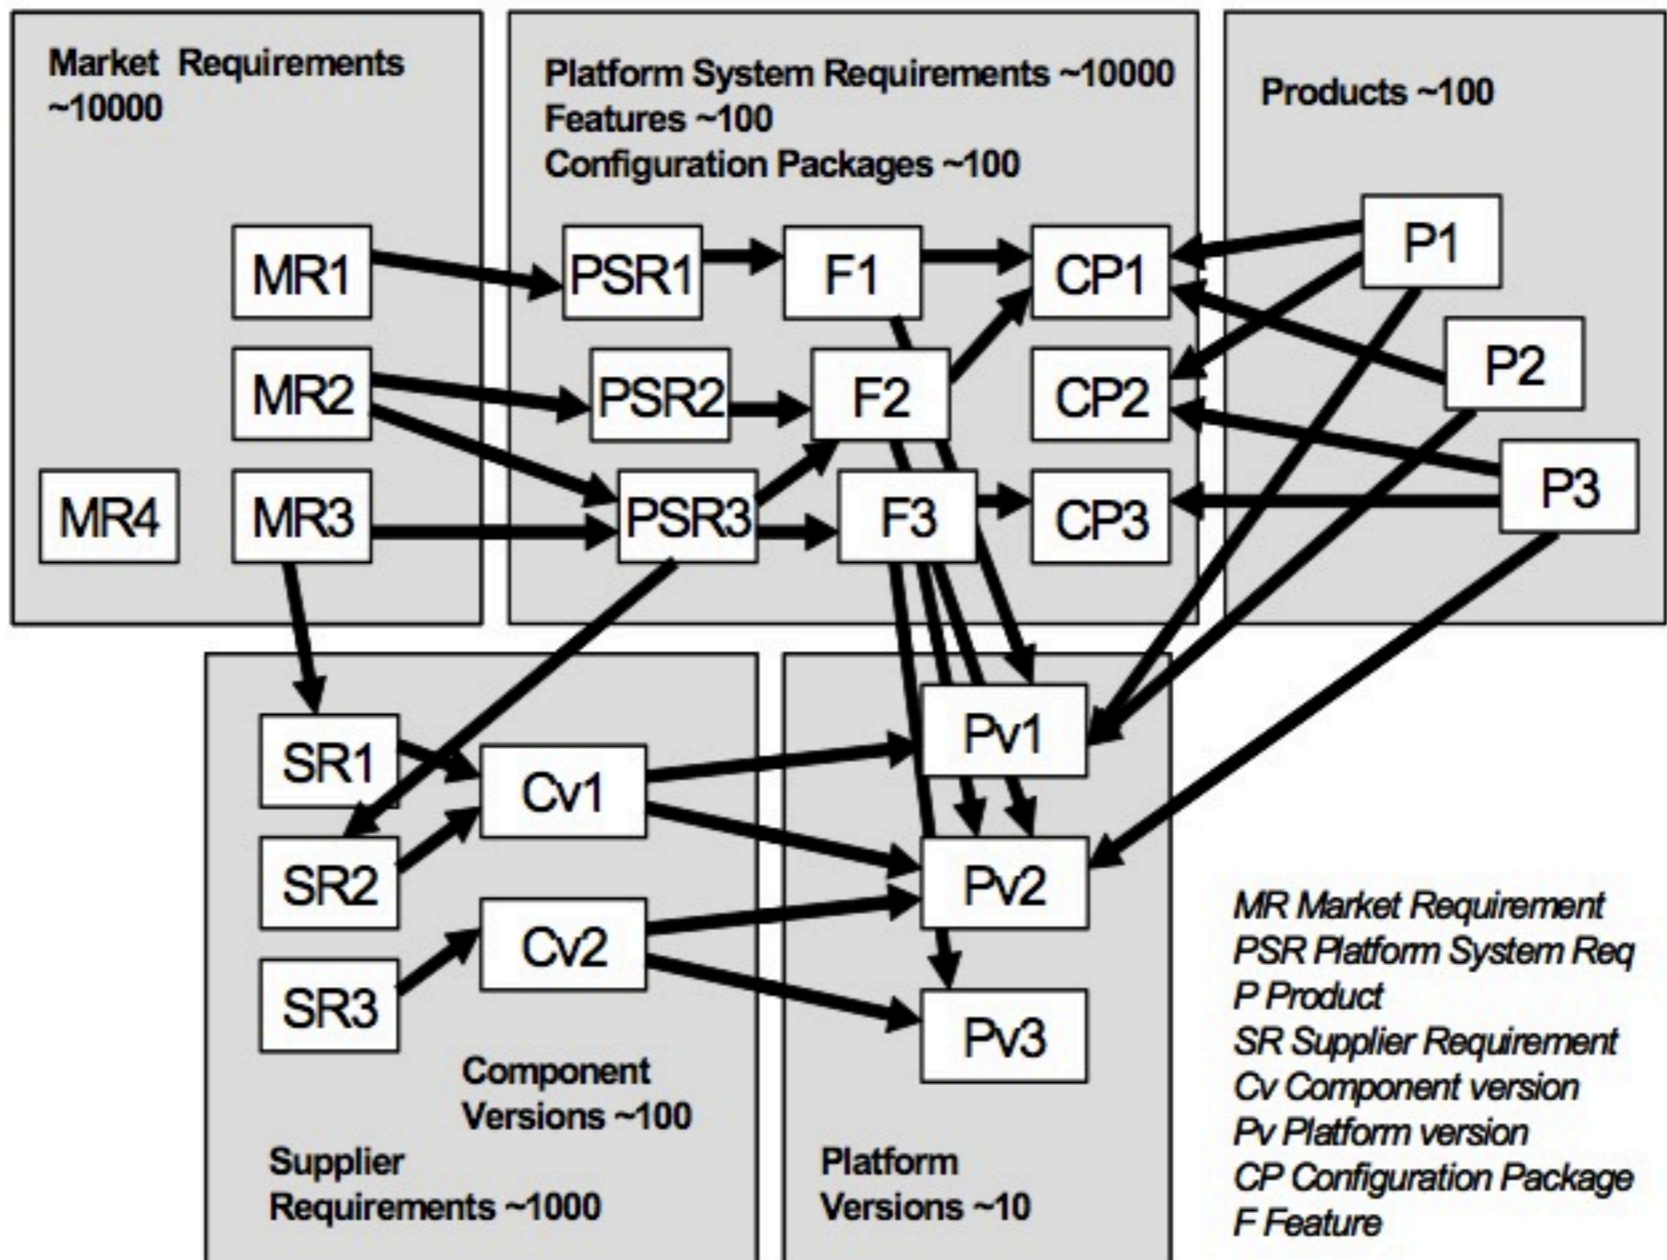 Market Requirements
~10000
Platform System Requirements ~10000
Features ~100
Configuration Packages ~100
Products ~100
MR1
PSR1
F1
CP1
P1
MR2
PSR2
F2
CP2
P2
MR4
MR3
PSR3
F3
CP3
P3
SR1
Cv1
Pv1
SR2
Cv2
Pv2
SR3
Pv3
Component
Versions ~100
Supplier
Requirements ~1000
Platform
Versions ~10
MR Market Requirement
PSR Platform System Req
P Product
SR Supplier Requirement
Cv Component version
Pv Platform version
CP Configuration Package
F Feature